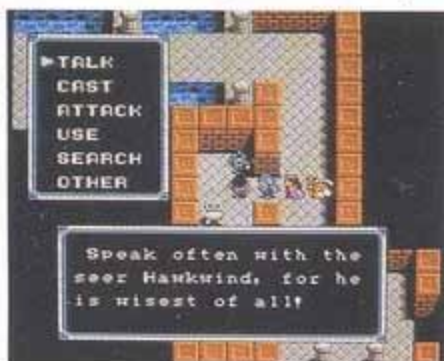 ▶TALK
CAST
ATTACK
USE
SEARCH
OTHER
Speak often with the
seer Hawkwind, for he
is wisest of all!